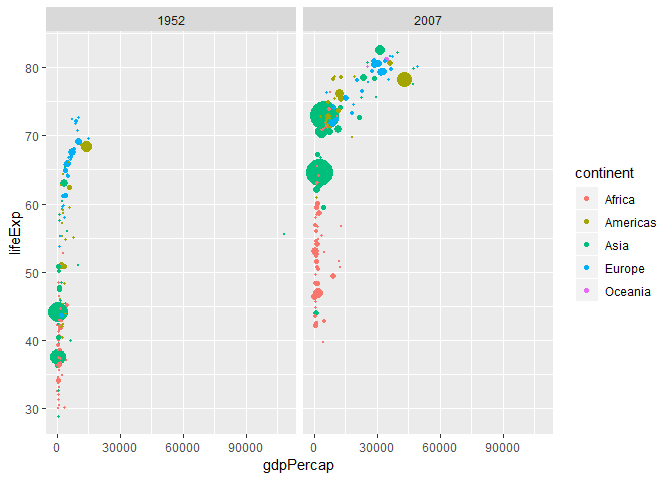 1952
2007
80
70
60
50
40
30
lifeExp
0
30000
60000
90000
0
30000
60000
90000
gdpPercap
continent
Africa
Americas
Asia
Europe
Oceania